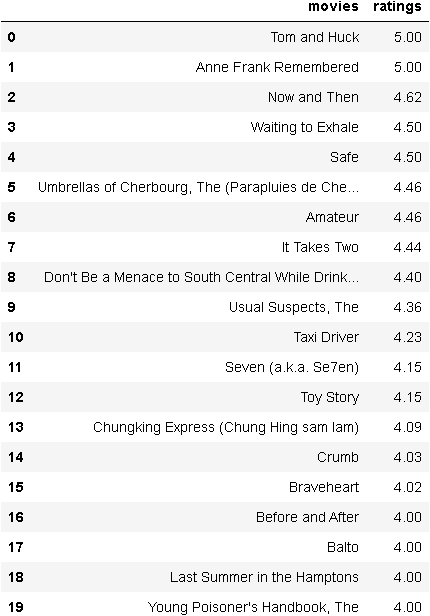 movies ratings
0 Tom and Huck 5.00
1 Anne Frank Remembered 5.00
2 Now and Then 4.62
3 Waiting to Exhale 4.50
4 Safe 4.50
5 Umbrellas of Cherbourg, The (Parapluies de Che... 4.46
6 Amateur 4.46
7 It Takes Two 4.44
8 Don't Be a Menace to South Central While Drink... 4.40
9 Usual Suspects, The 4.36
10 Taxi Driver 4.23
11 Seven (a.k.a. Se7en) 4.15
12 Toy Story 4.15
13 Chungking Express (Chung Hing sam lam) 4.09
14 Crumb 4.03
15 Braveheart 4.02
16 Before and After 4.00
17 Balto 4.00
18 Last Summer in the Hamptons 4.00
19 Young Poisoner's Handbook, The 4.00